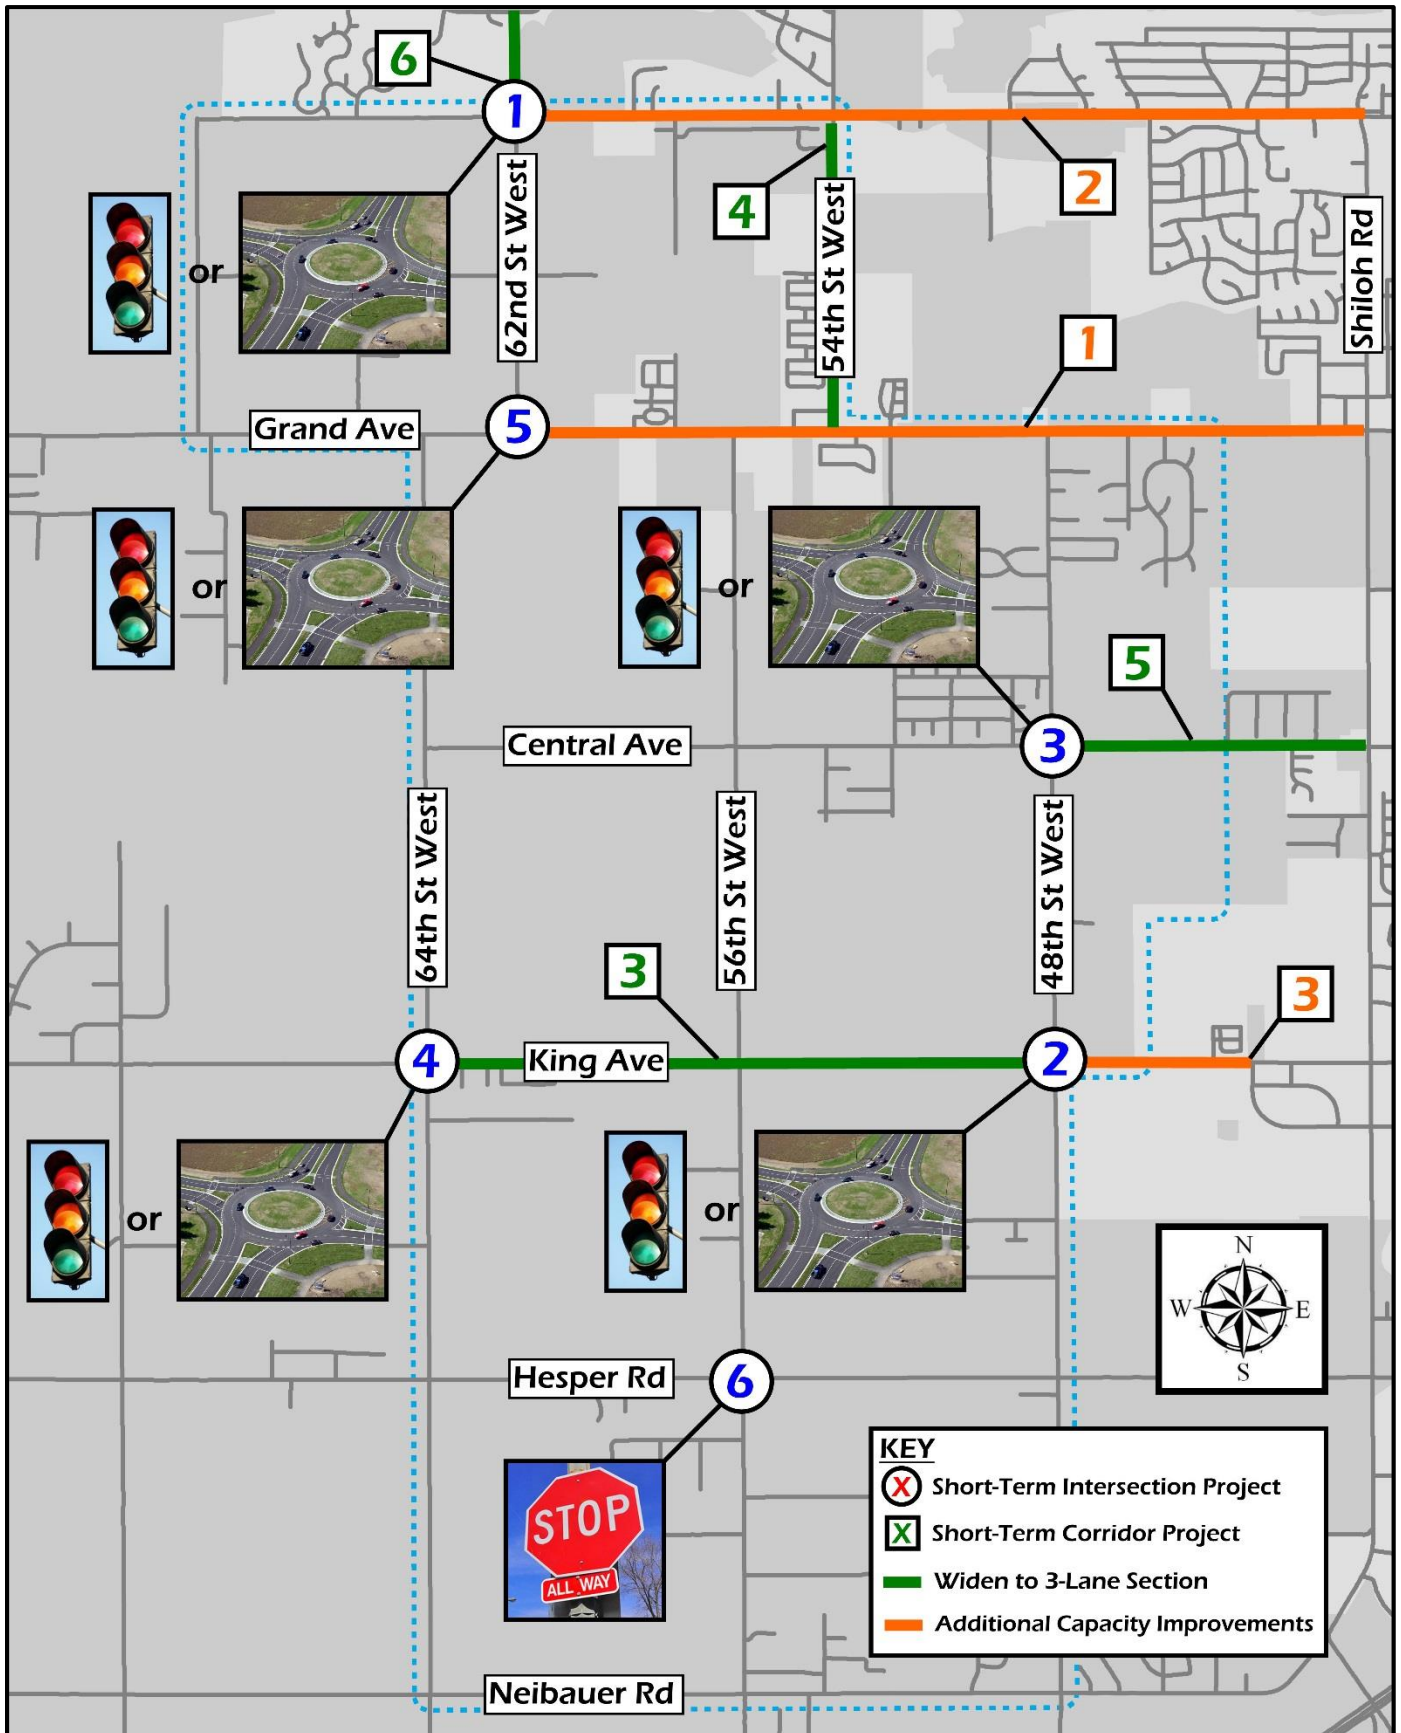 6
1
2
4
62nd St West
54th St West
Shiloh Rd
or
1
Grand Ave
5
or
or
5
Central Ave
3
64th St West
56th St West
48th St West
3
3
4
King Ave
2
or
or
N
W E
S
Hesper Rd
6
STOP
ALL WAY
KEY
X Short-Term Intersection Project
X Short-Term Corridor Project
Widen to 3-Lane Section
Additional Capacity Improvements
Neibauer Rd